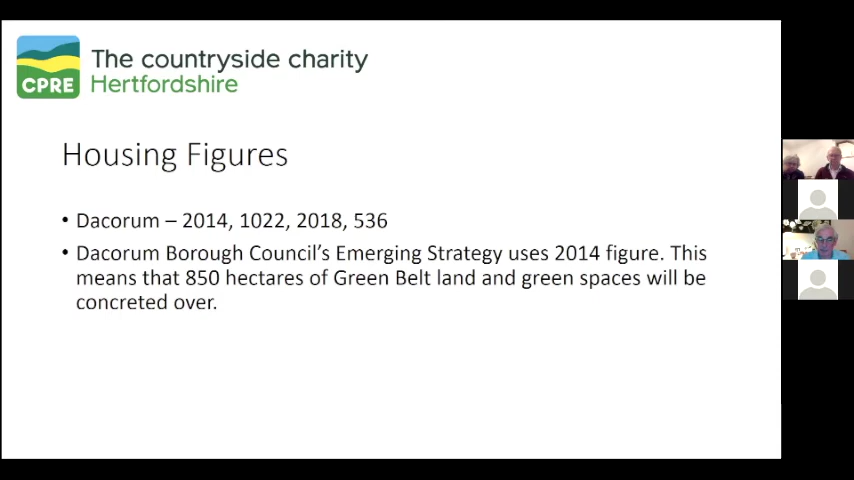 The countryside charity
CPRE Hertfordshire
Housing Figures
• Dacorum – 2014, 1022, 2018, 536
• Dacorum Borough Council's Emerging Strategy uses 2014 figure. This
means that 850 hectares of Green Belt land and green spaces will be
concreted over.